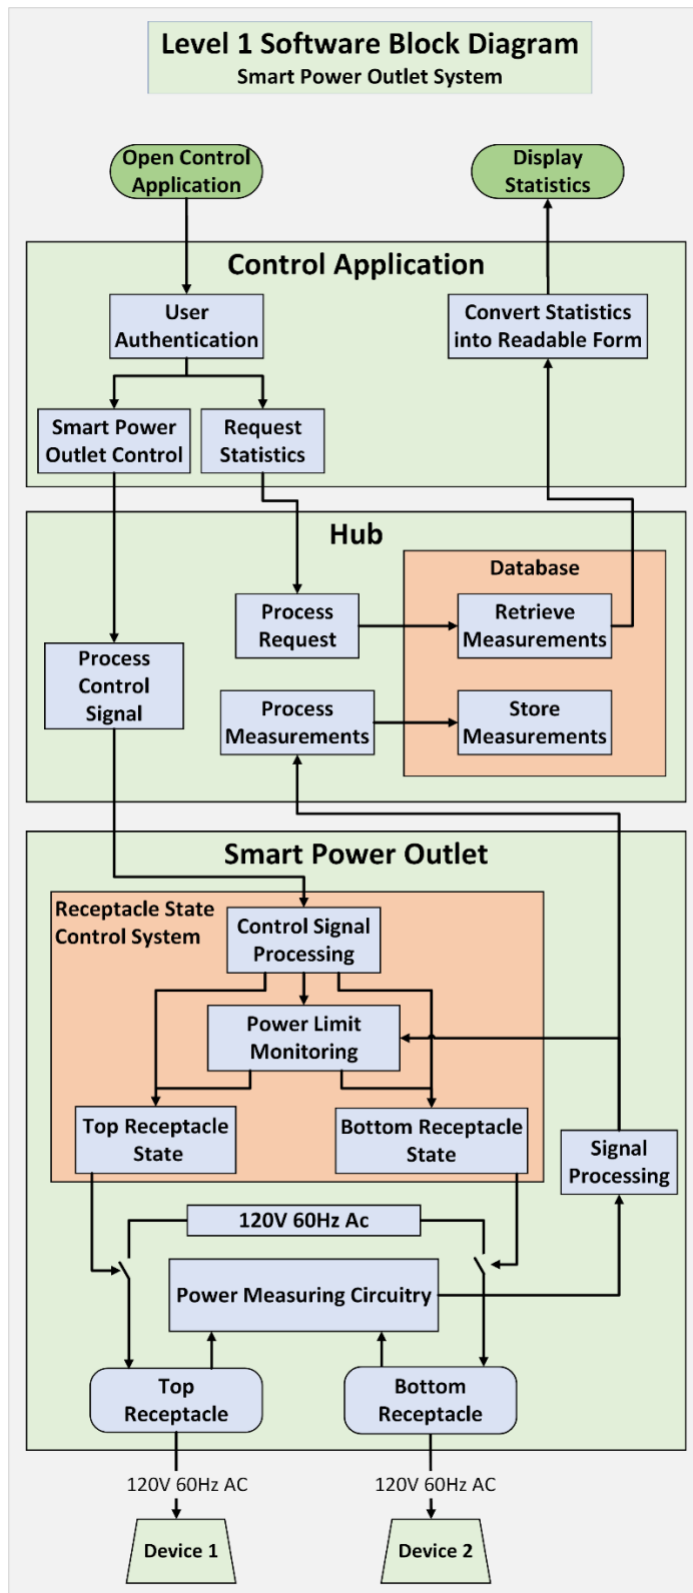 Level 1 Software Block Diagram
Smart Power Outlet System
Open Control
Application
Display
Statistics
Control Application
User
Authentication
Convert Statistics
into Readable Form
Smart Power
Outlet Control
Request
Statistics
Hub
Database
Process
Request
Retrieve
Measurements
Process
Control
Signal
Process
Measurements
Store
Measurements
Smart Power Outlet
Receptacle State
Control System
Control Signal
Processing
Power Limit
Monitoring
Top Receptacle
State
Bottom Receptacle
State
Signal
Processing
120V 60Hz Ac
Power Measuring Circuitry
Top
Receptacle
Bottom
Receptacle
120V 60Hz AC
120V 60Hz AC
Device 1
Device 2